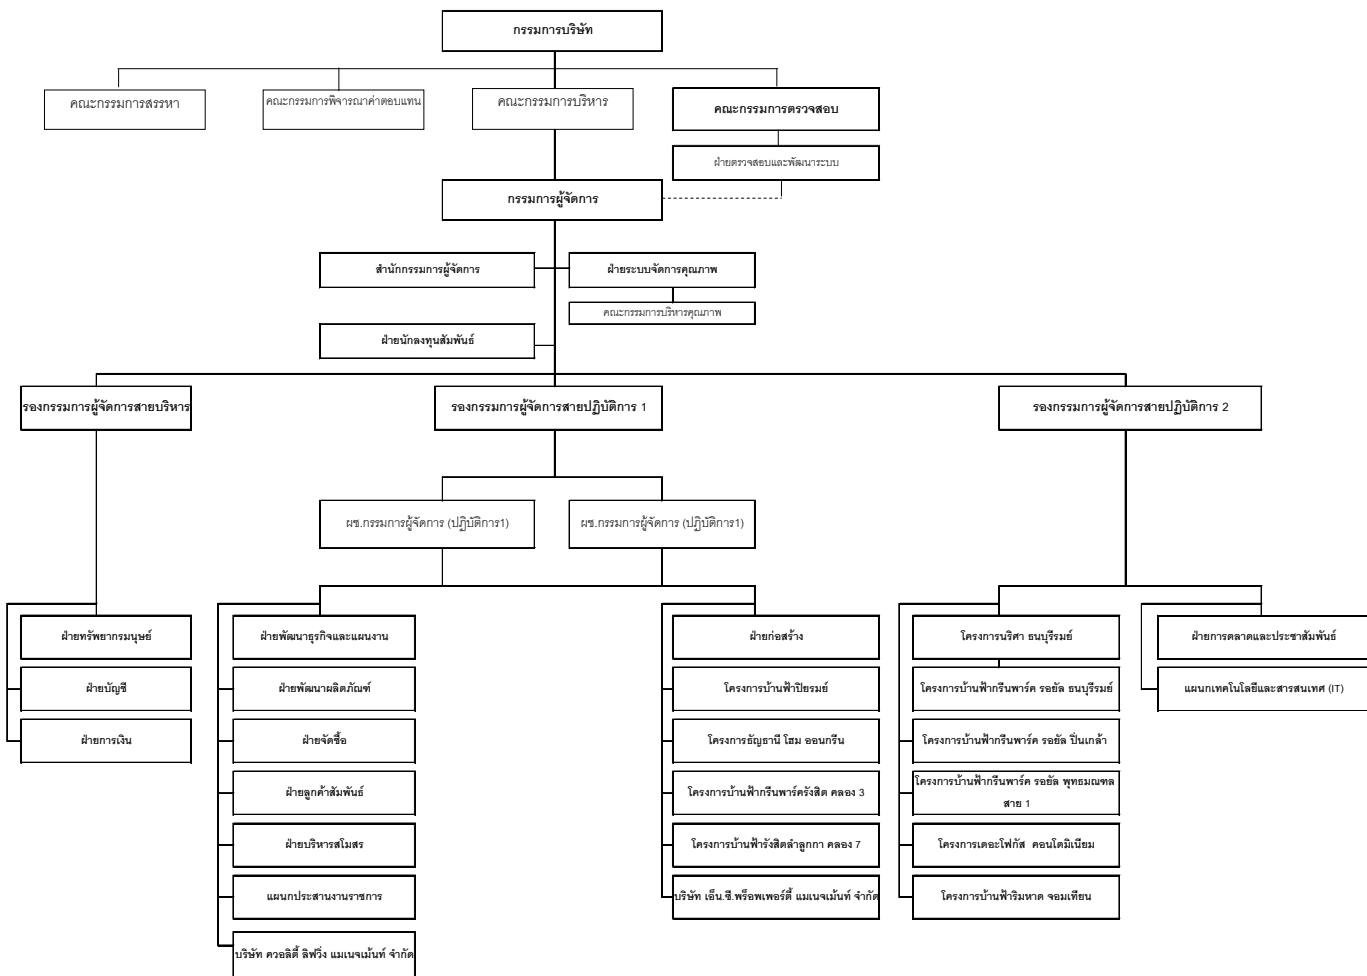 กรรมการบริษัท
คณะกรรมการสรรหา
คณะกรรมการพิจารณาค่าตอบแทน
คณะกรรมการบริหาร
คณะกรรมการตรวจสอบ
ฝ่ายตรวจสอบและพัฒนาระบบ
กรรมการผู้จัดการ
สำนักกรรมการผู้จัดการ
ฝ่ายระบบจัดการคุณภาพ
คณะกรรมการบริหารคุณภาพ
ฝ่ายนักลงทุนสัมพันธ์
รองกรรมการผู้จัดการสายบริหาร
รองกรรมการผู้จัดการสายปฏิบัติการ 1
รองกรรมการผู้จัดการสายปฏิบัติการ 2
ผช.กรรมการผู้จัดการ (ปฏิบัติการ1)
ผช.กรรมการผู้จัดการ (ปฏิบัติการ1)
ฝ่ายทรัพยากรมนุษย์
ฝ่ายบัญชี
ฝ่ายการเงิน
ฝ่ายพัฒนาธุรกิจและแผนงาน
ฝ่ายพัฒนาผลิตภัณฑ์
ฝ่ายจัดซื้อ
ฝ่ายลูกค้าสัมพันธ์
ฝ่ายบริหารสโมสร
แผนกประสานงานราชการ
บริษัท ควอลิตี้ ลิฟวิ่ง แมเนจเม้นท์ จำกัด
ฝ่ายก่อสร้าง
โครงการบ้านฟ้าปิยรมย์
โครงการธัญธานี โฮม ออนกรีน
โครงการบ้านฟ้ากรีนพาร์ครังสิต คลอง 3
โครงการบ้านฟ้ารังสิตลำลูกกา คลอง 7
บริษัท เอ็น.ซี.พร็อพเพอร์ตี้ แมเนจเม้นท์ จำกัด
โครงการนริศา ธนบุรีรมย์
โครงการบ้านฟ้ากรีนพาร์ค รอยัล ธนบุรีรมย์
โครงการบ้านฟ้ากรีนพาร์ค รอยัล ปิ่นเกล้า
โครงการบ้านฟ้ากรีนพาร์ค รอยัล พุทธมณฑล
สาย 1
โครงการเดอะโฟกัส คอนโดมิเนียม
โครงการบ้านฟ้าริมหาด จอมเทียน
ฝ่ายการตลาดและประชาสัมพันธ์
แผนกเทคโนโลยีและสารสนเทศ (IT)